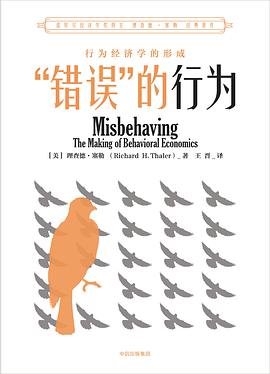 诺贝尔经济学奖得主 理查德·塞勒 经典著作
行为经济学的形成
“错误”的行为
Misbehaving
The Making of Behavioral Economics
[美]理查德·塞勒 (Richard H. Thaler)_著 王晋_译
中信出版集团